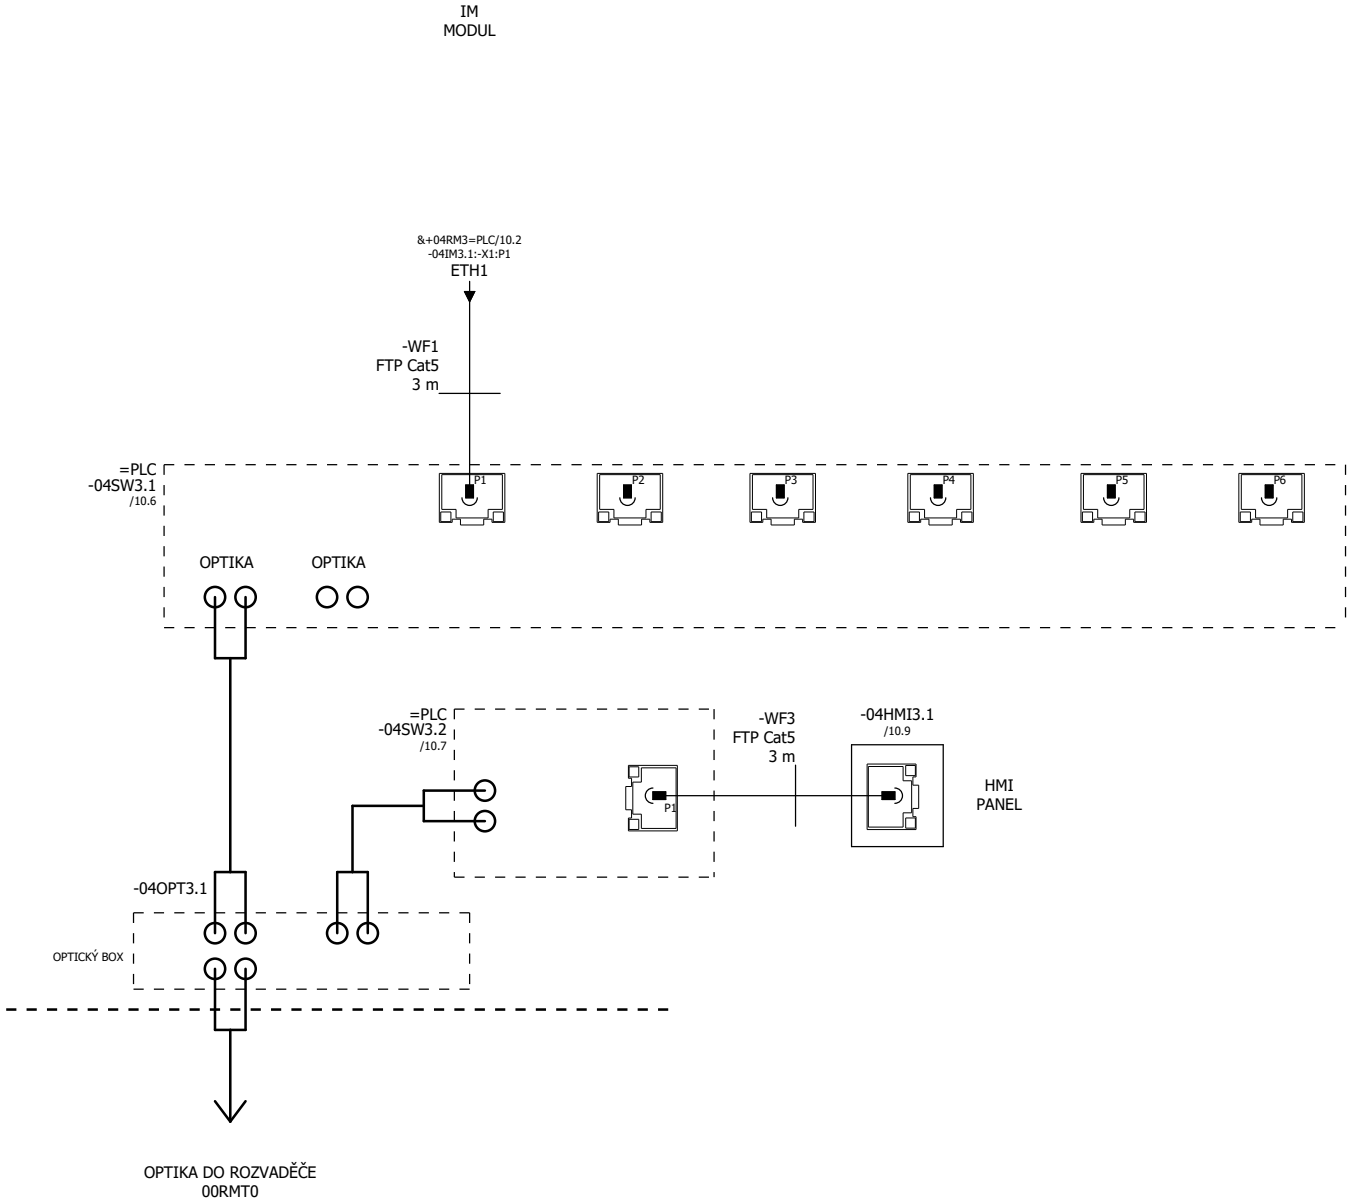 IM
MODUL
&+04RM3=PLC/10.2
-04IM3.1:-X1:P1
ETH1
-WF1
FTP Cat5
3 m
=PLC
-04SW3.1
/10.6
P1
P2
P3
P4
P5
P6
OPTIKA
OPTIKA
=PLC
-04SW3.2
/10.7
P1
-WF3
FTP Cat5
3 m
-04HMI3.1
/10.9
HMI
PANEL
-04OPT3.1
OPTICKÝ BOX
OPTIKA DO ROZVADĚČE
00RMT0